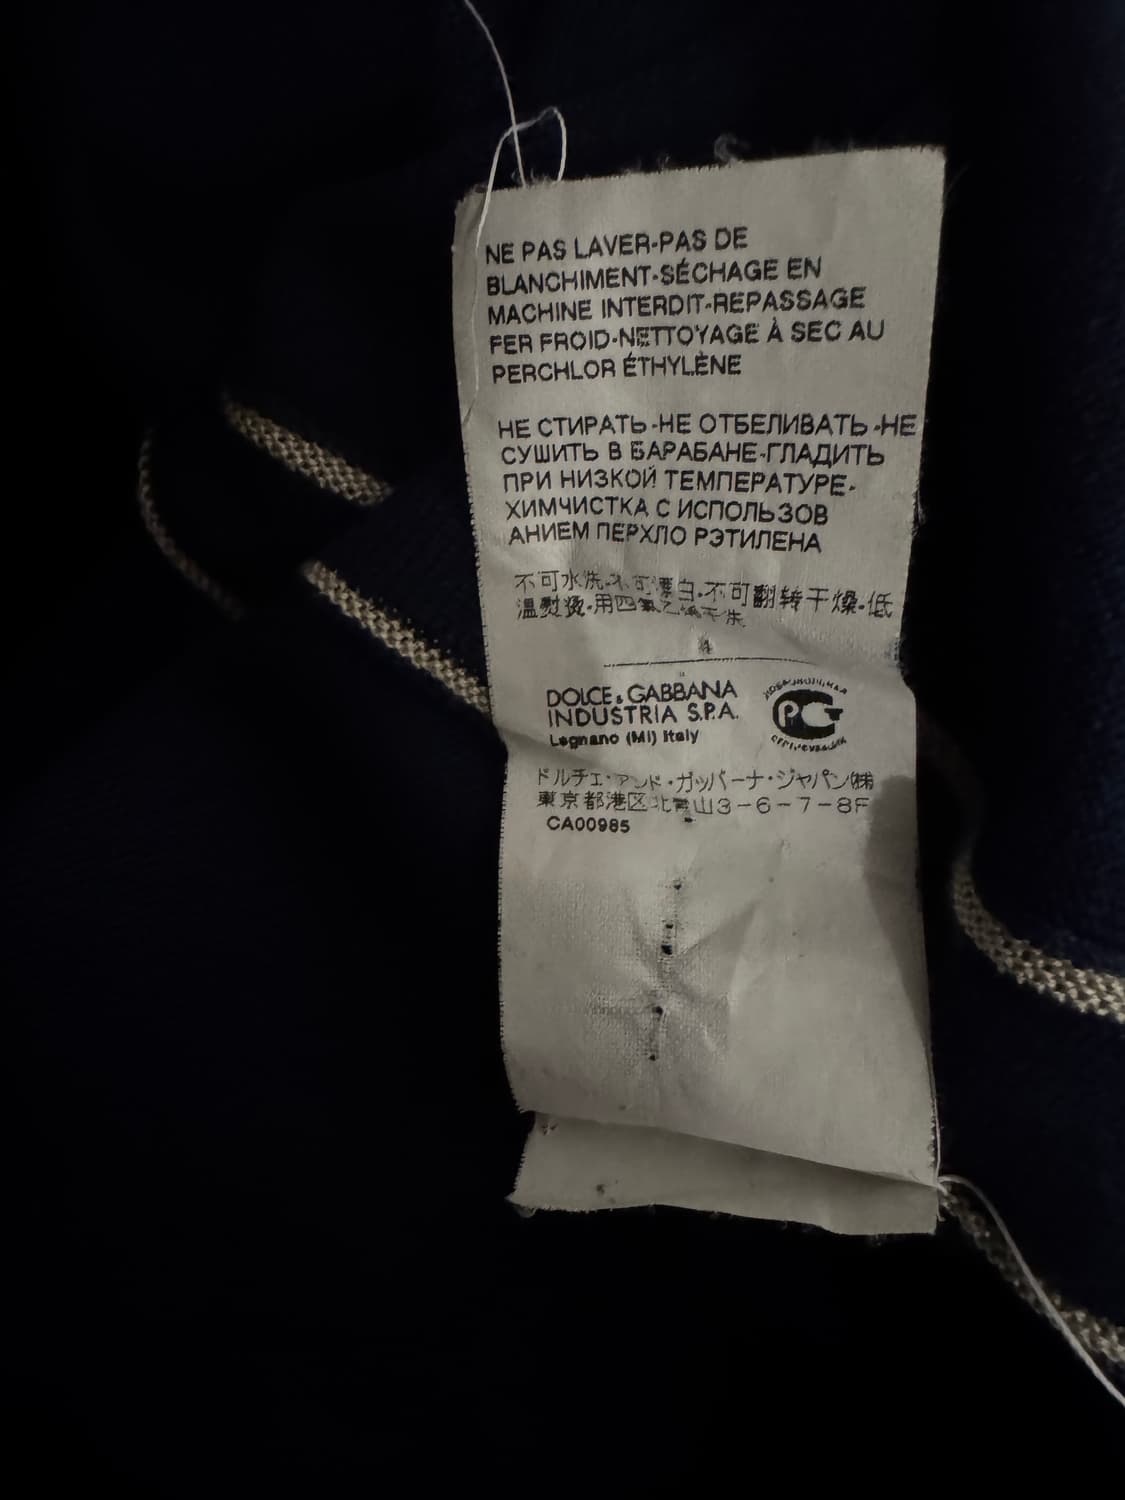 NE PAS LAVER-PAS DE
BLANCHIMENT-SÉCHAGE EN
MACHINE INTERDIT-REPASSAGE
FER FROID-NETTOYAGE À SEC AU
PERCHLOR ÉTHYLÈNE
НЕ СТИРАТЬ-НЕ ОТБЕЛИВАТЬ-НЕ
СУШИТЬ В БАРАБАНЕ-ГЛАДИТЬ
ПРИ НИЗКОЙ ТЕМПЕРАТУРЕ-
ХИМЧИСТКА С ИСПОЛЬЗОВ
АНИЕМ ПЕРХЛО РЭТИЛЕНА
不可水洗-不可漂白-不可翻转干燥-低
温熨烫-用四氯乙烯干洗
DOLCE & GABBANA
INDUSTRIA S.P.A.
Legnano (MI) Italy
РСТ
ドルチェ・アンド・ガッバーナ・ジャパン(株)
東京都港区北青山3-6-7-8F
CA00985